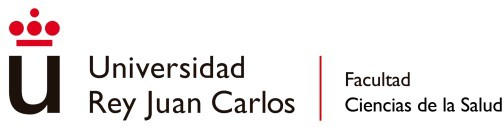 u
Universidad
Rey Juan Carlos
Facultad
Ciencias de la Salud